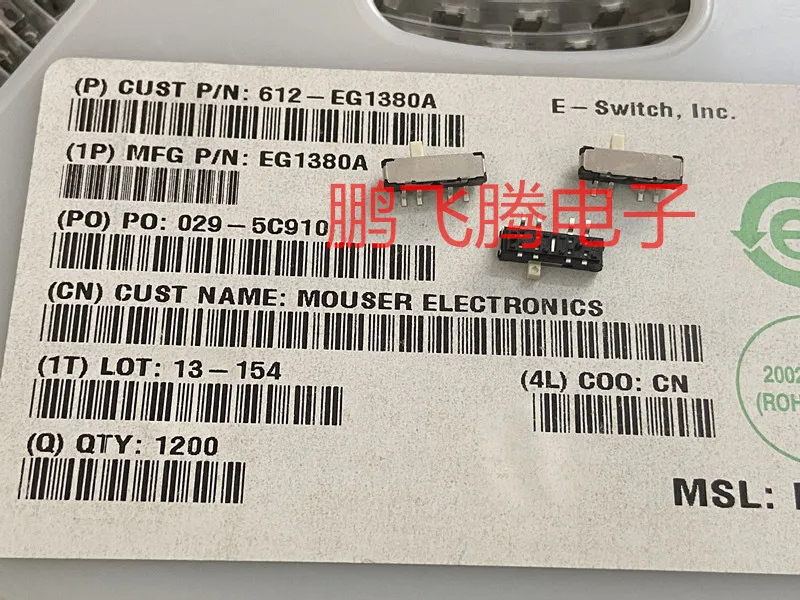 (P) CUST P/N: 612-EG1380A
E-Switch, Inc.
(1P) MFG P/N: EG1380A
鹏飞腾电子
(PO) PO: 029-5C910
(CN) CUST NAME: MOUSER ELECTRONICS
(1T) LOT: 13-154
(4L) COO: CN
2002
(ROH
(Q) QTY: 1200
MSL: